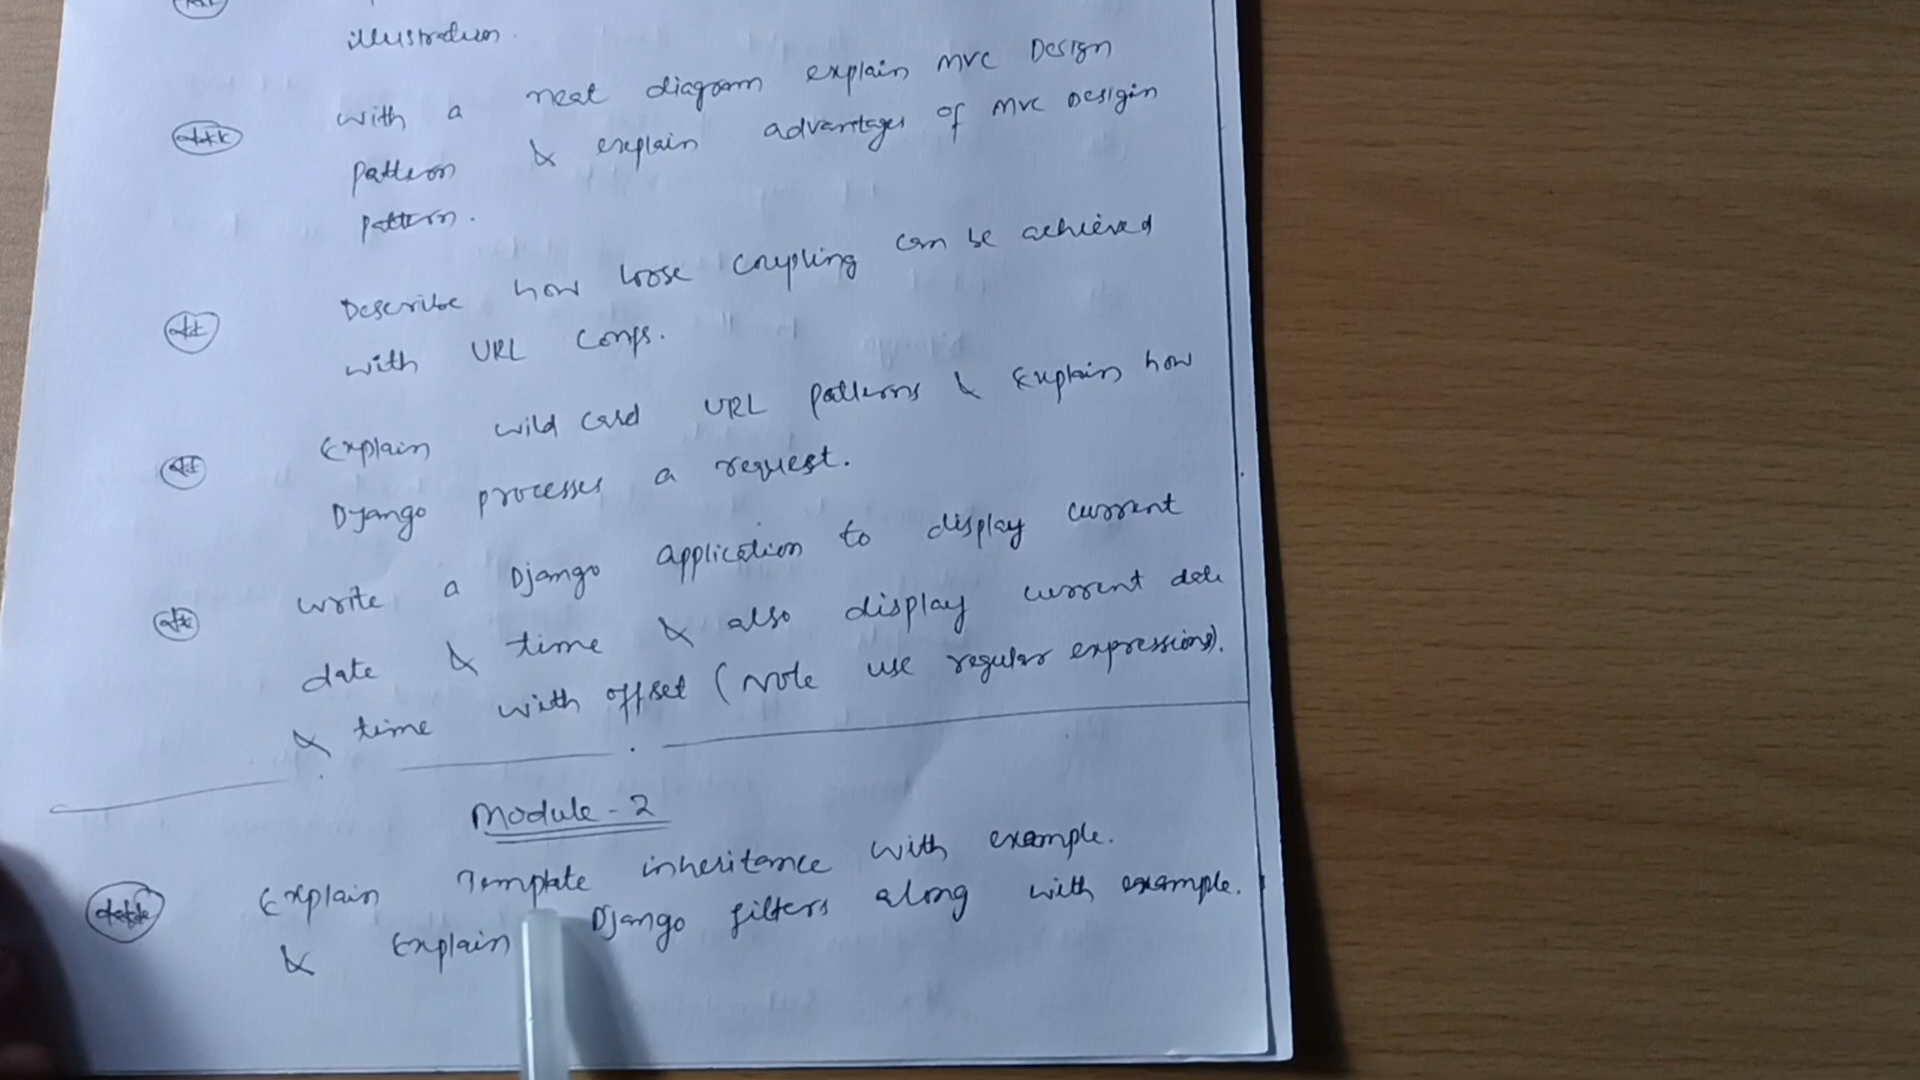 illustration.
with a neat diagram explain MVC Design
pattern & explain advantages of MVC Desigin
pattern.
Describe how loose coupling can be achieved
with URL Confs.
Explain wild card URL patterns & Explain how
Django processes a request.
write a Django application to display current
date & time & also display current date
& time with offset (Note use regular expressions).
Module-2
Explain Template inheritance with example.
& Explain Django filters along with example.